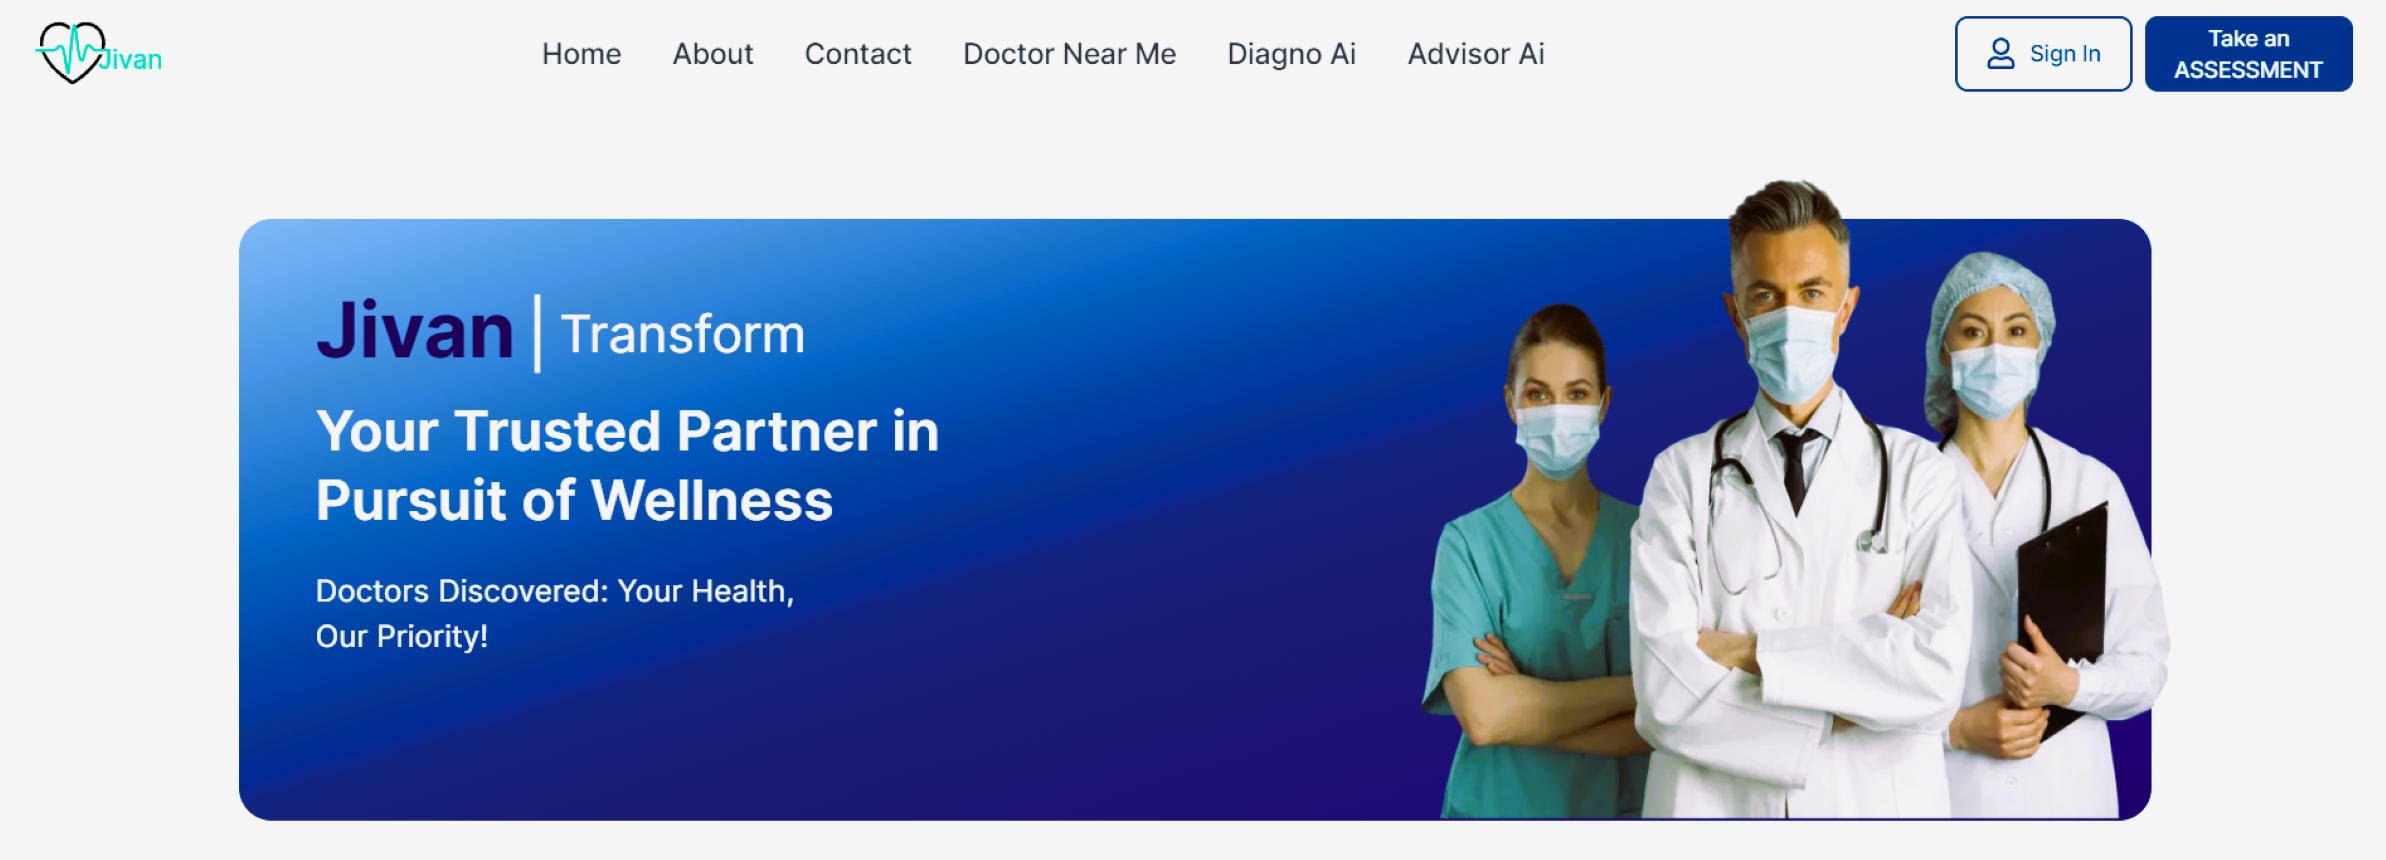 Jivan
Home
About
Contact
Doctor Near Me
Diagno Ai
Advisor Ai
Sign In
Take an
ASSESSMENT
Jivan | Transform
Your Trusted Partner in
Pursuit of Wellness
Doctors Discovered: Your Health,
Our Priority!